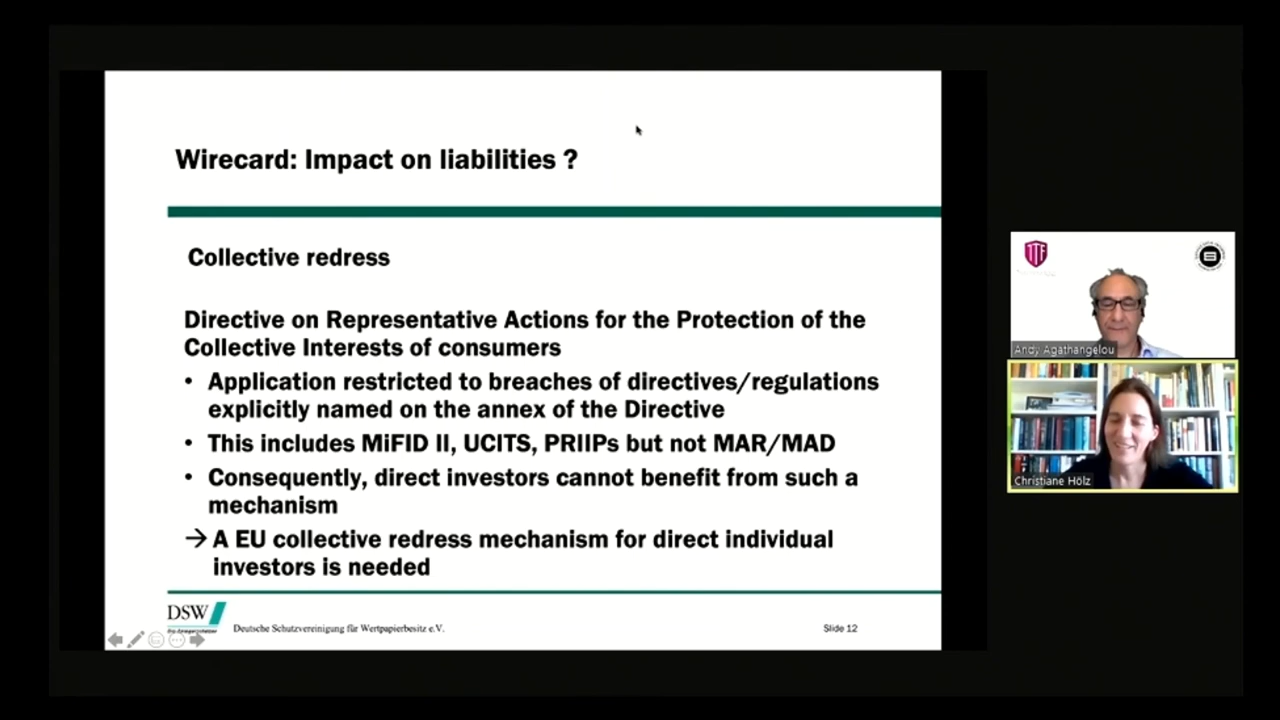 Wirecard: Impact on liabilities ?
Collective redress
Directive on Representative Actions for the Protection of the
Collective Interests of consumers
• Application restricted to breaches of directives/regulations
explicitly named on the annex of the Directive
• This includes MiFID II, UCITS, PRIIPs but not MAR/MAD
• Consequently, direct investors cannot benefit from such a
mechanism
→ A EU collective redress mechanism for direct individual
investors is needed
DSW
Deutsche Schutzvereinigung für Wertpapierbesitz e.V.
Slide 12
TTF
Andy Agathangelou
Christiane Hölz